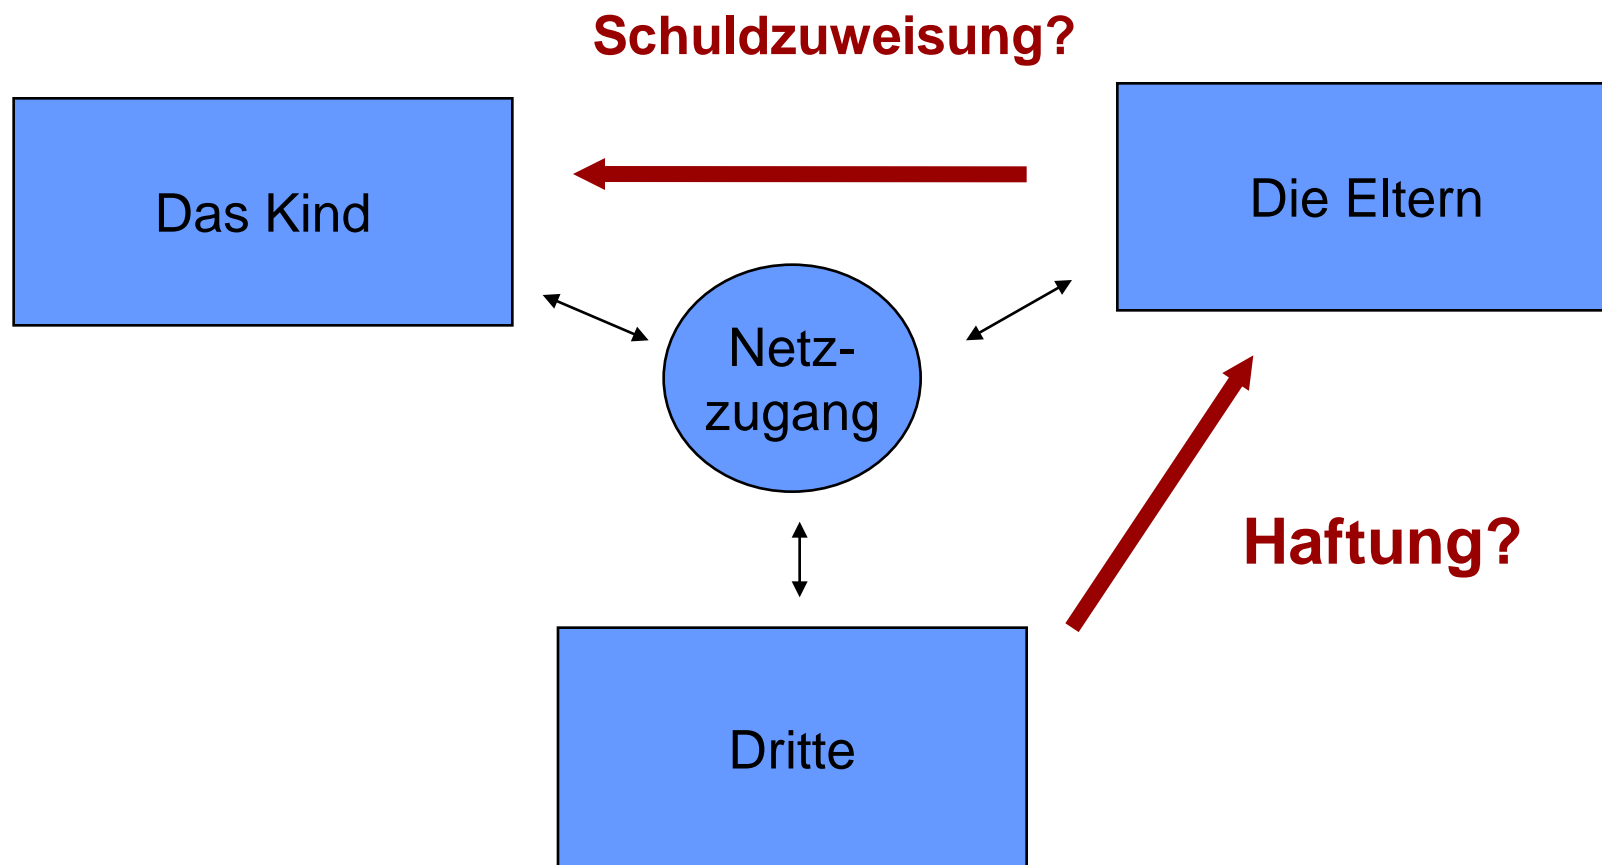 Schuldzuweisung?
Das Kind
Die Eltern
Netz-
zugang
Haftung?
Dritte